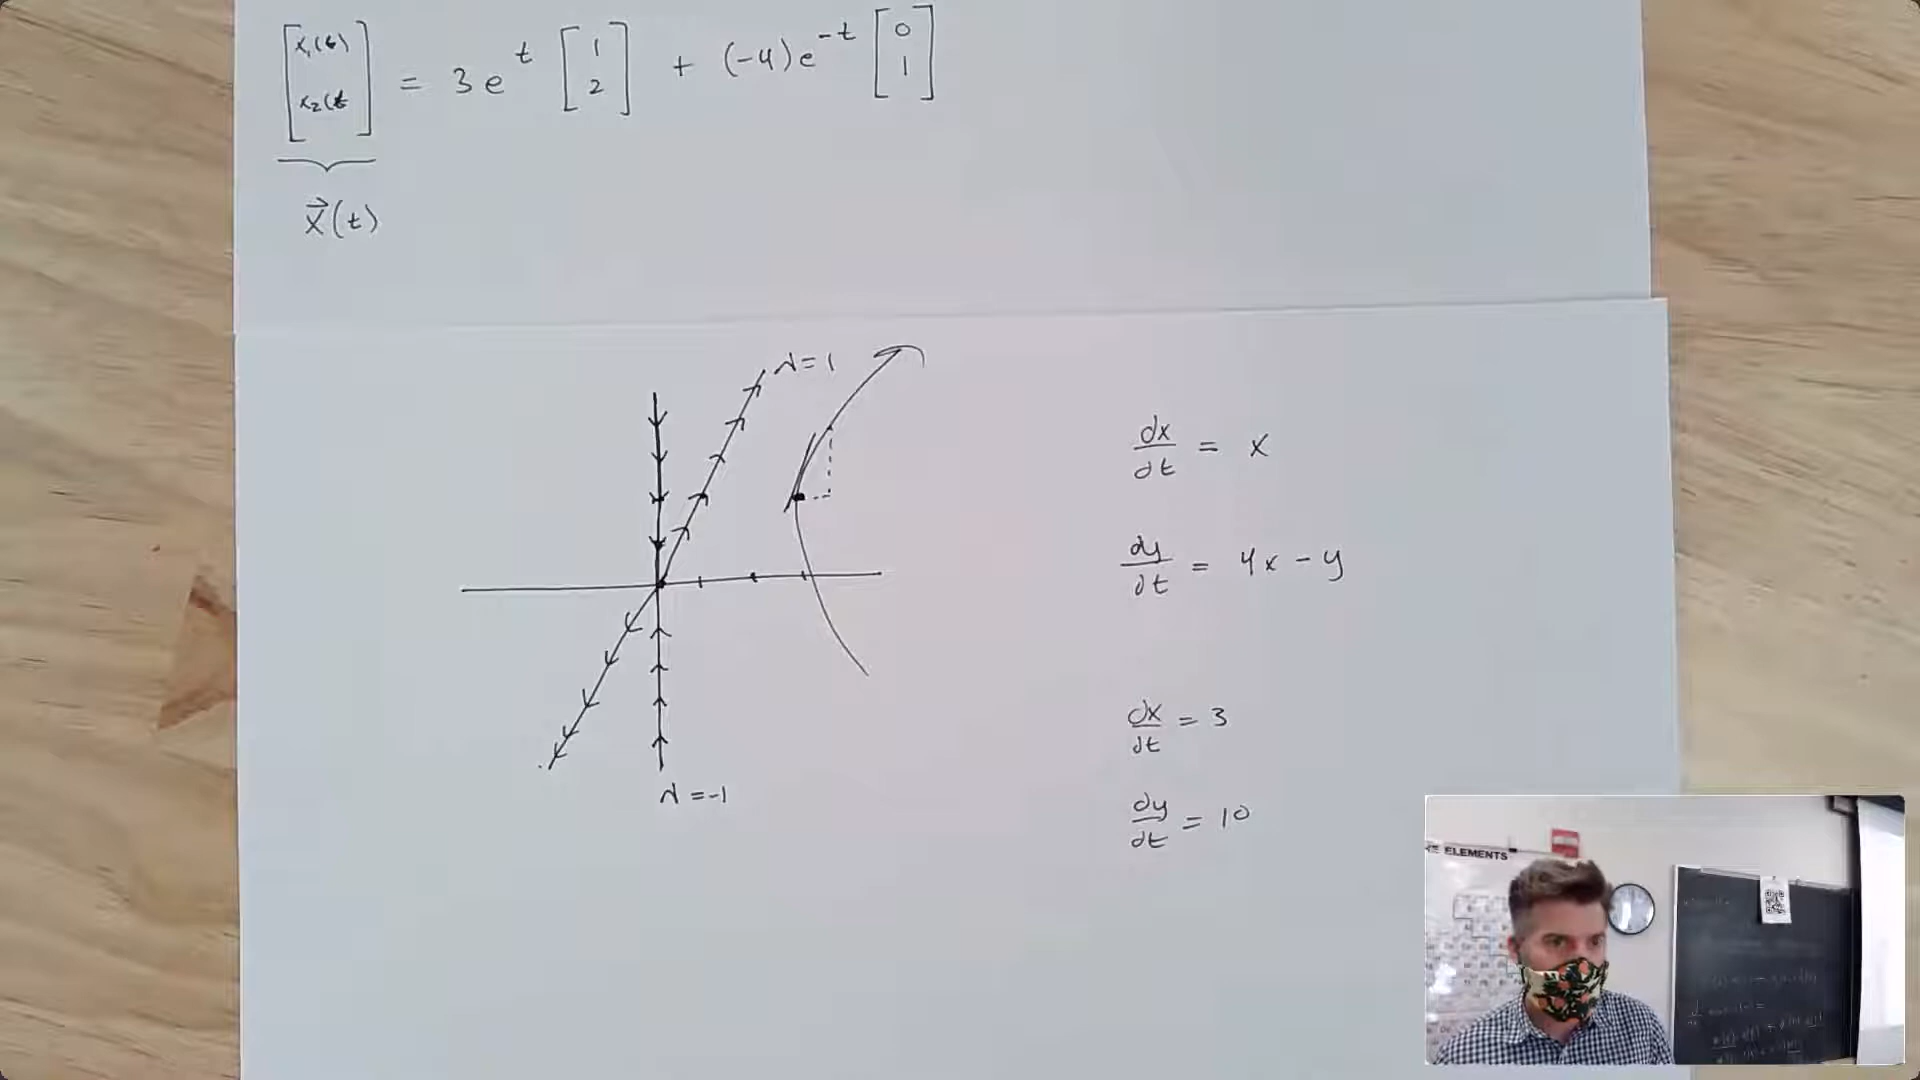 [x₁(t) x₂(t] = 3e^t [1 2] + (-4)e^-t [0 1]
x⃗(t)
λ=1
dx/dt = x
dy/dt = 4x - y
dx/dt = 3
λ=-1
dy/dt = 10
ELEMENTS